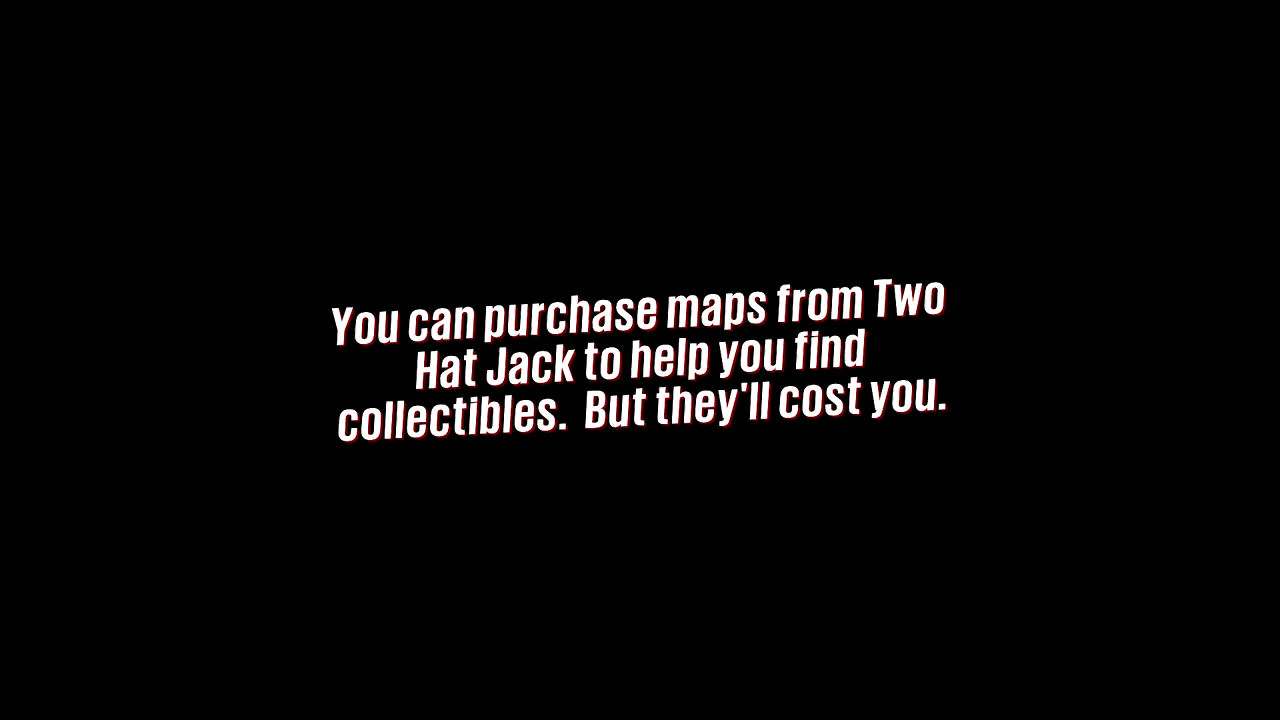 You can purchase maps from Two
Hat Jack to help you find
collectibles.  But they'll cost you.